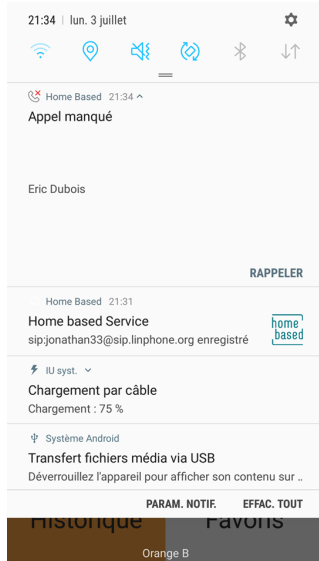 21:34 | lun. 3 juillet
Home Based 21:34
Appel manqué
Eric Dubois
RAPPELER
Home Based 21:31
Home based Service
sip:jonathan33@sip.linphone.org enregistré
home
based
IU syst.
Chargement par câble
Chargement : 75 %
Système Android
Transfert fichiers média via USB
Déverrouillez l'appareil pour afficher son contenu sur ..
PARAM. NOTIF. EFFAC. TOUT
Historique Favoris
Orange B